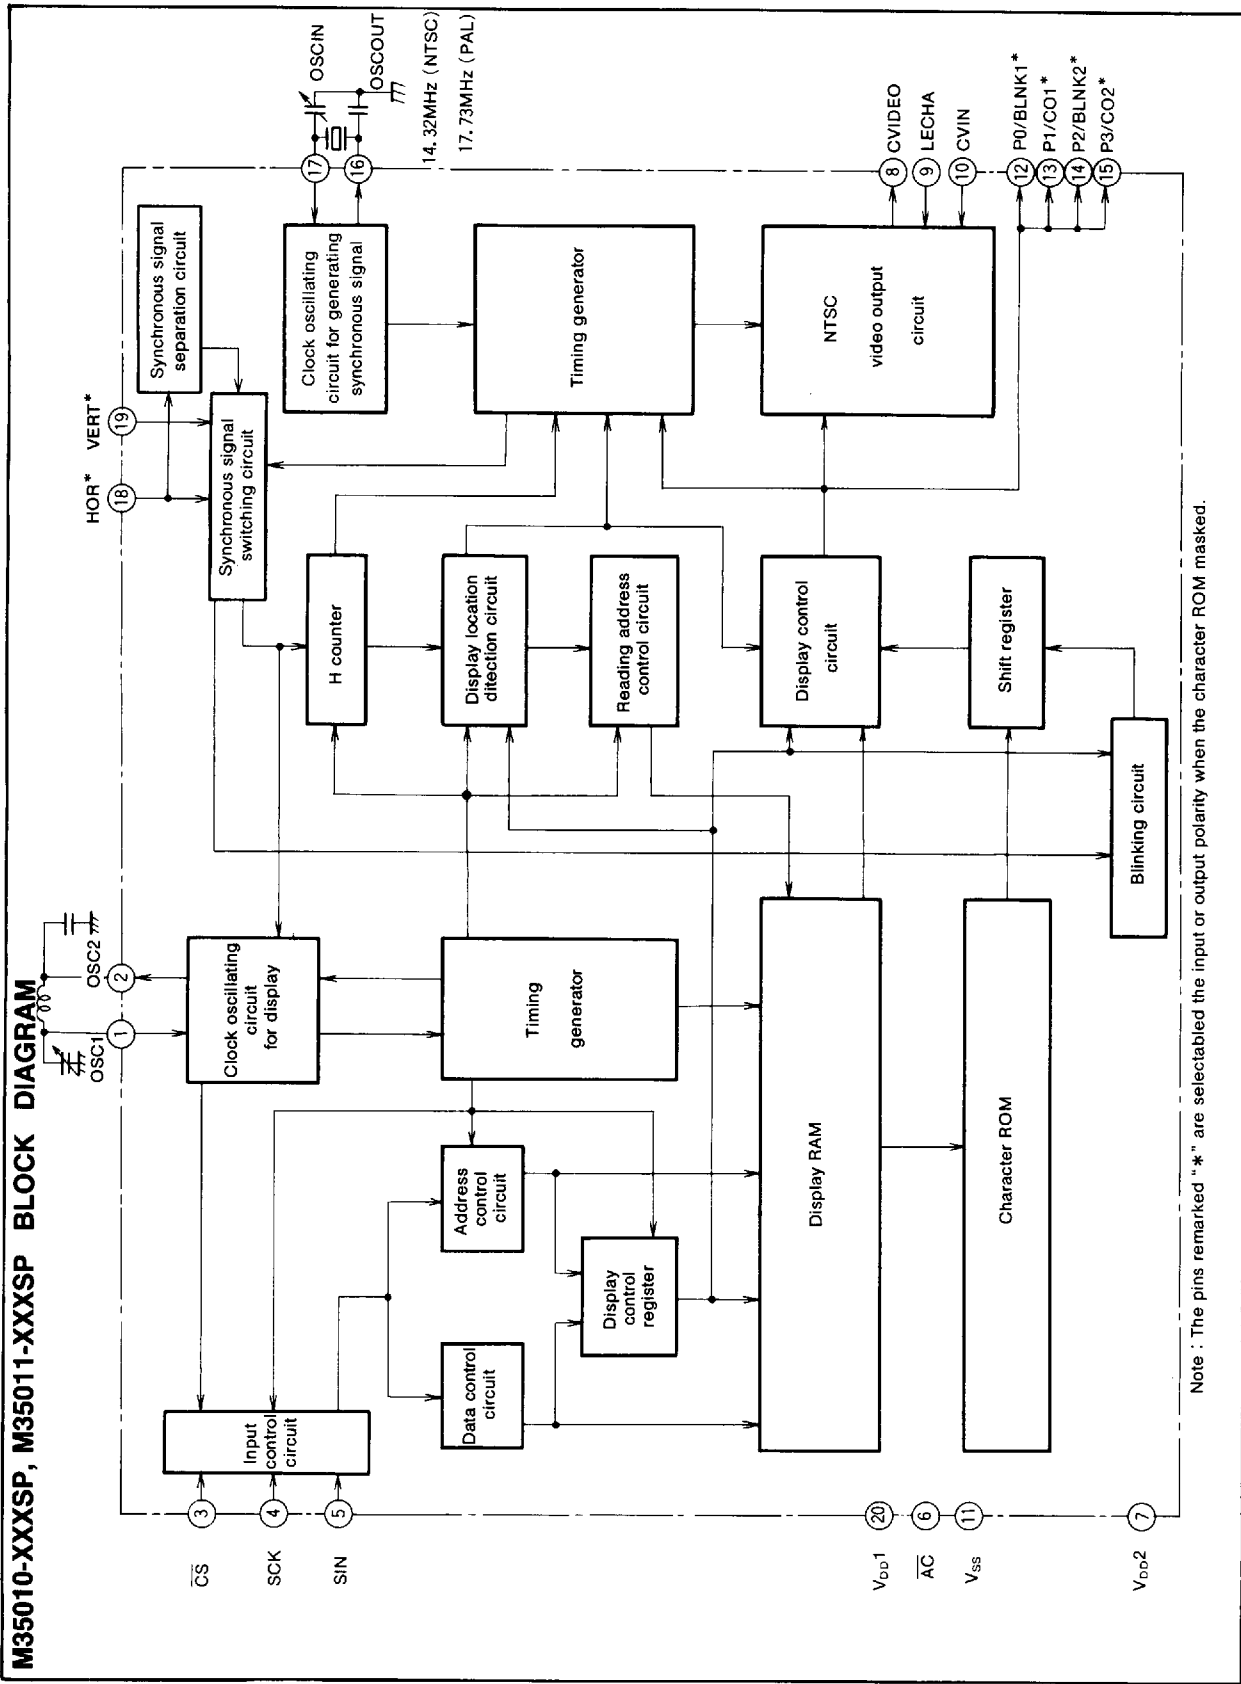 M35010-XXXSP, M35011-XXXSP BLOCK DIAGRAM
OSC1
OSC2
1
2
HOR*
VERT*
18
19
CS
SCK
SIN
3
4
5
Input
control
circuit
Clock oscillating
circuit
for display
Synchronous signal
switching circuit
Synchronous signal
separation circuit
Clock oscillating
circuit for generating
synchronous signal
17
16
OSCIN
OSCOUT
14.32MHz (NTSC)
17.73MHz (PAL)
Data control
circuit
Address
control
circuit
Display
control
register
Timing
generator
H counter
Display location
ditection circuit
Reading address
control circuit
Timing generator
Display RAM
Display control
circuit
NTSC
video output
circuit
8
CVIDEO
9
LECHA
10
CVIN
12
P0/BLNK1*
13
P1/CO1*
14
P2/BLNK2*
15
P3/CO2*
Character ROM
Shift register
Blinking circuit
VDD1
20
AC
6
VSS
11
VDD2
7
Note : The pins remarked "*" are selectabled the input or output polarity when the character ROM masked.